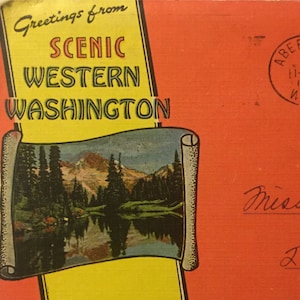 Greetings from
SCENIC
WESTERN
WASHINGTON
ABER
Miss